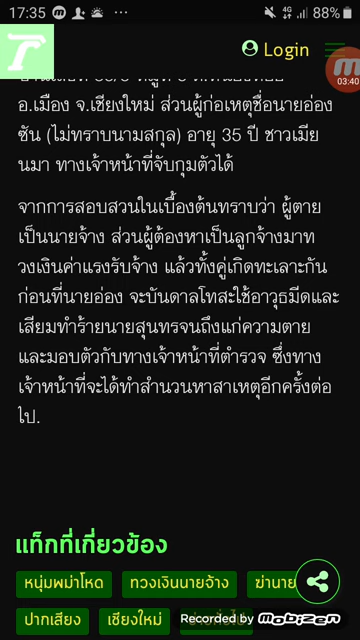 17:35
4G
88%
Login
03:40
อ.เมือง จ.เชียงใหม่ ส่วนผู้ก่อเหตุชื่อนายอ่อง
ซัน (ไม่ทราบนามสกุล) อายุ 35 ปี ชาวเมีย
นมา ทางเจ้าหน้าที่จับกุมตัวได้
จากการสอบสวนในเบื้องต้นทราบว่า ผู้ตาย
เป็นนายจ้าง ส่วนผู้ต้องหาเป็นลูกจ้างมาท
วงเงินค่าแรงรับจ้าง แล้วทั้งคู่เกิดทะเลาะกัน
ก่อนที่นายอ่อง จะบันดาลโทสะใช้อาวุธมีดและ
เสียมทำร้ายนายสุนทรจนถึงแก่ความตาย
และมอบตัวกับทางเจ้าหน้าที่ตำรวจ ซึ่งทาง
เจ้าหน้าที่จะได้ทำสำนวนหาสาเหตุอีกครั้งต่อ
ไป.
แท็กที่เกี่ยวข้อง
หนุ่มพม่าโหด ทวงเงินนายจ้าง ฆ่านาย
ปากเสียง เชียงใหม่
Recorded by MOBIZEN